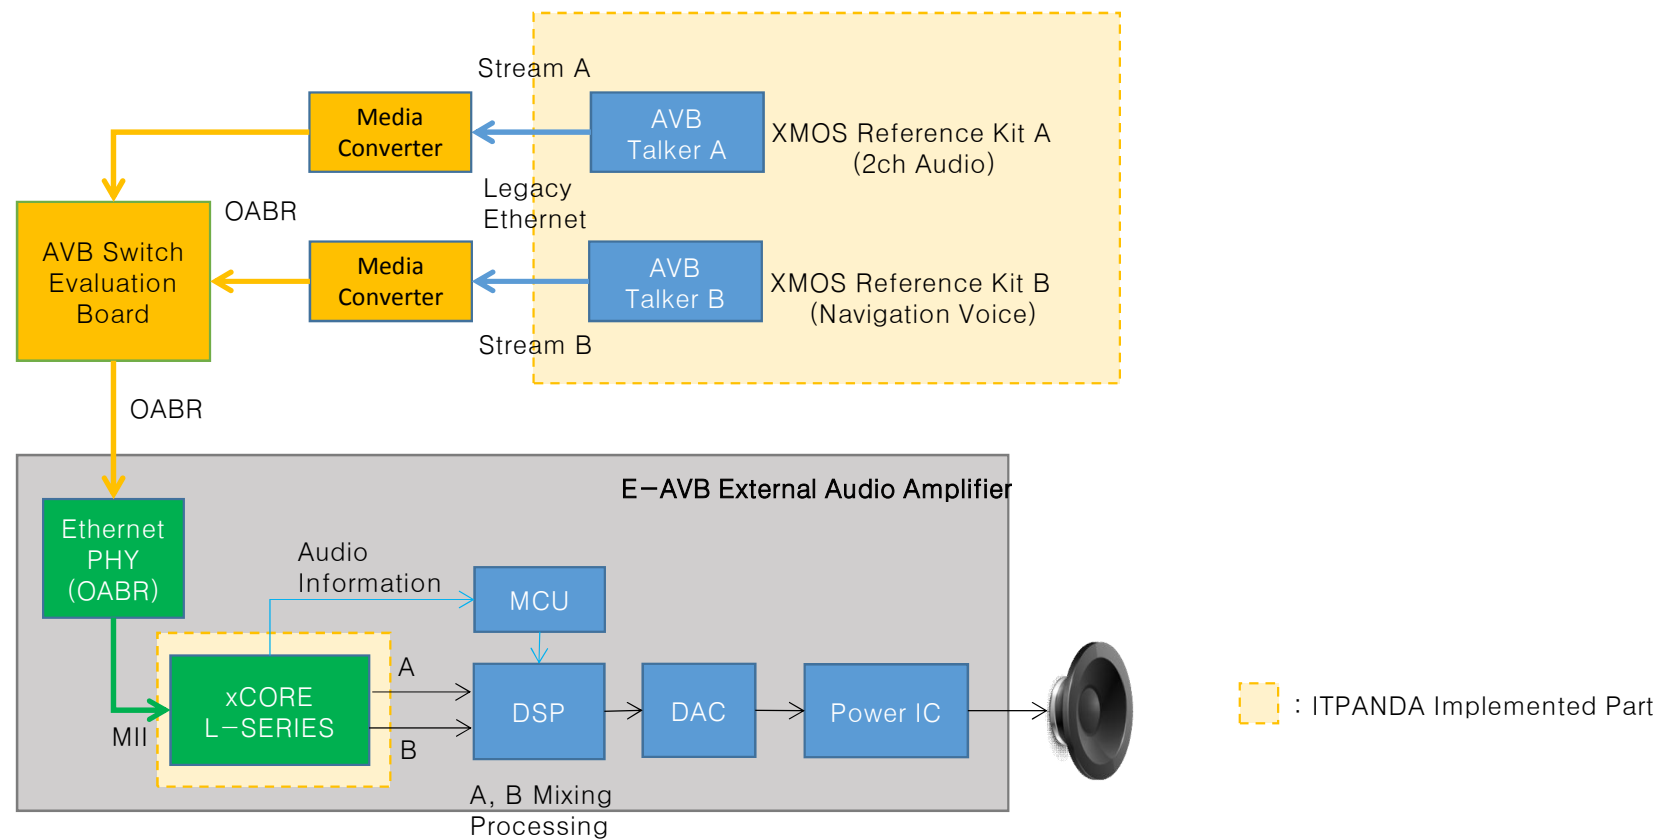 Stream A
Media
Converter
AVB
Talker A
XMOS Reference Kit A
(2ch Audio)
OABR
Legacy
Ethernet
AVB Switch
Evaluation
Board
Media
Converter
AVB
Talker B
XMOS Reference Kit B
(Navigation Voice)
Stream B
OABR
E-AVB External Audio Amplifier
Ethernet
PHY
(OABR)
Audio
Information
MCU
MII
xCORE
L-SERIES
A
B
DSP
DAC
Power IC
A, B Mixing
Processing
: ITPANDA Implemented Part